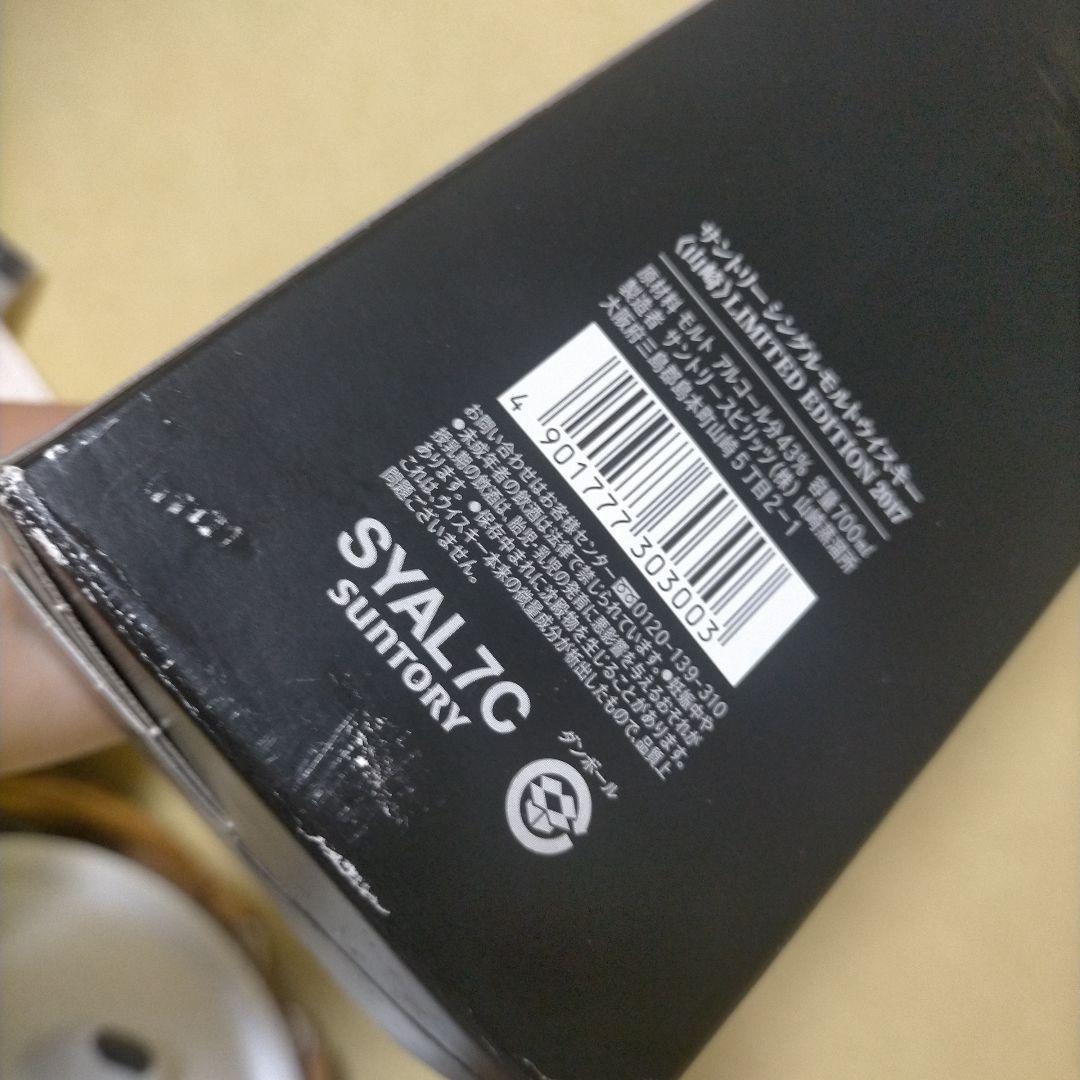 サントリー シングルモルトウイスキー
《山崎》LIMITED EDITION 2017
原材料 モルト アルコール分43% 容量700㎖
製造者 サントリースピリッツ(株) 山崎蒸溜所
大阪府三島郡島本町山崎5丁目2-1
4 901777 303003
お問い合わせはお客様センター 0120-139-310
●未成年者の飲酒は法律で禁じられています。●妊娠中や
授乳期の飲酒は、胎児・乳児の発育に悪影響を与えるおそれが
あります。●保存中まれに沈殿物を生じることがあります。
これは、ウイスキー本来の微量成分が析出したもので、品質上
問題ございません。
SYAL7C
SUNTORY
ダンボール